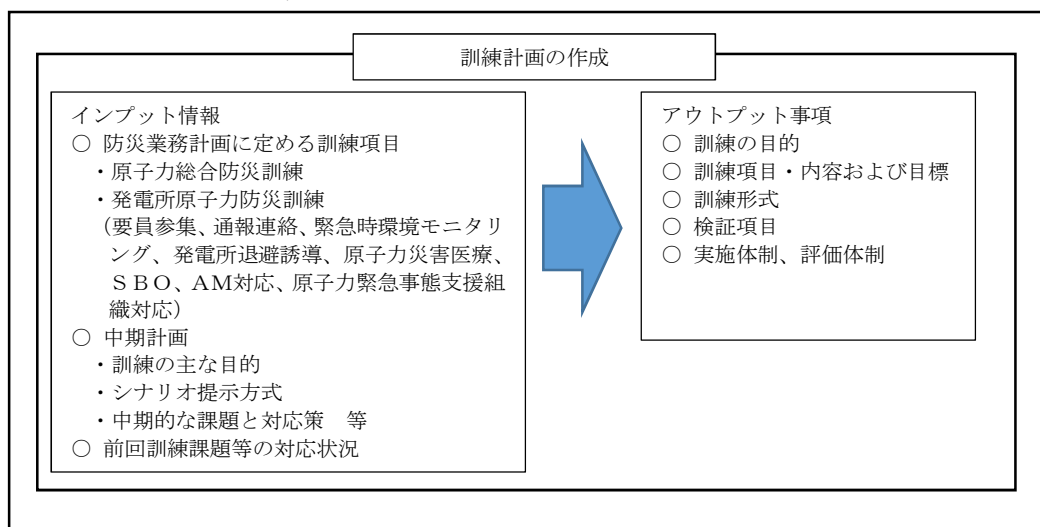 訓練計画の作成
インプット情報
○ 防災業務計画に定める訓練項目
・原子力総合防災訓練
・発電所原子力防災訓練
（要員参集、通報連絡、緊急時環境モニタリ
ング、発電所退避誘導、原子力災害医療、
ＳＢＯ、ＡＭ対応、原子力緊急事態支援組
織対応）
○ 中期計画
・訓練の主な目的
・シナリオ提示方式
・中期的な課題と対応策　等
○ 前回訓練課題等の対応状況
アウトプット事項
○ 訓練の目的
○ 訓練項目・内容および目標
○ 訓練形式
○ 検証項目
○ 実施体制、評価体制